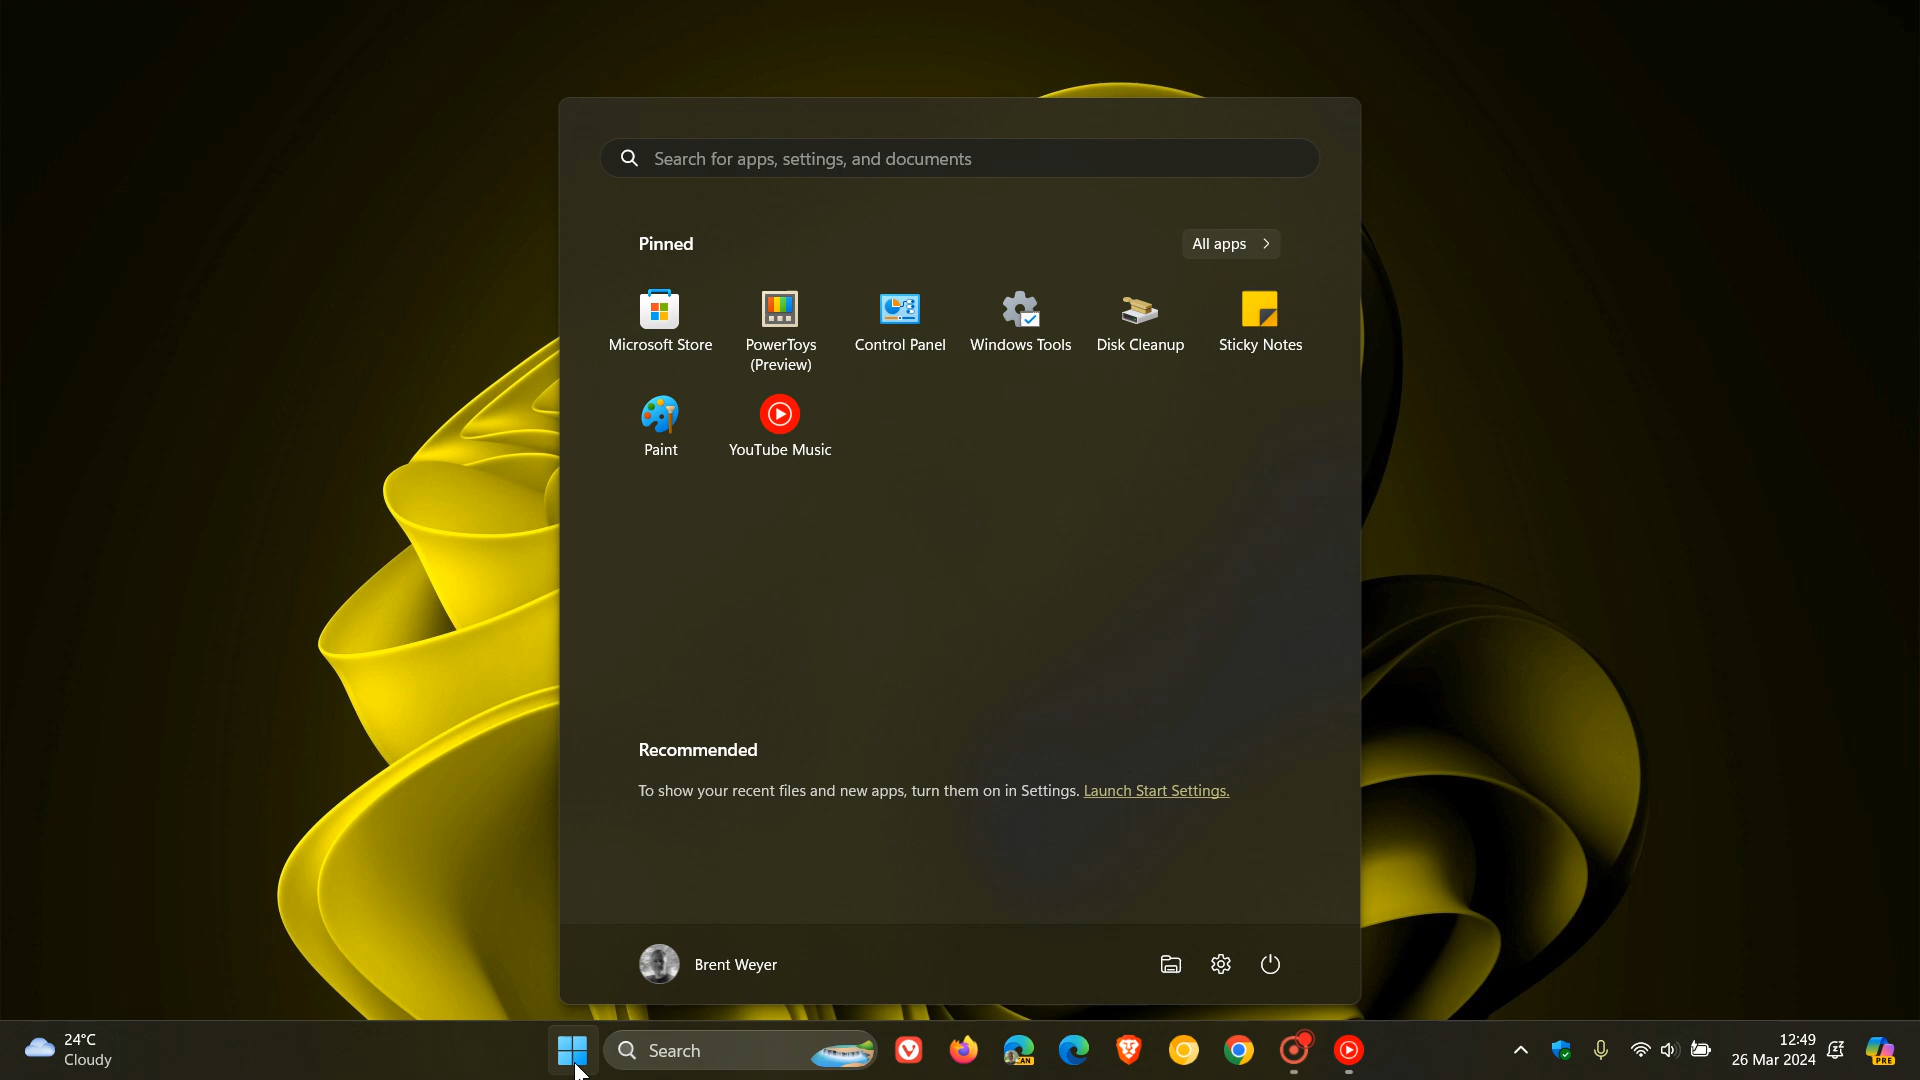 Search for apps, settings, and documents
Pinned
All apps
Microsoft Store
PowerToys
(Preview)
Control Panel
Windows Tools
Disk Cleanup
Sticky Notes
Paint
YouTube Music
Recommended
To show your recent files and new apps, turn them on in Settings. Launch Start Settings.
Brent Weyer
24°C
Cloudy
Search
CAN
12:49
26 Mar 2024
PRE